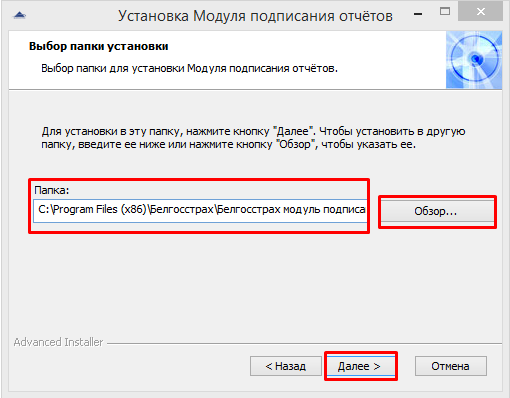 Установка Модуля подписания отчётов
Выбор папки установки
Выбор папки для установки Модуля подписания отчётов.
Для установки в эту папку, нажмите кнопку "Далее". Чтобы установить в другую
папку, введите ее ниже или нажмите кнопку "Обзор", чтобы указать ее.
Папка:
C:\Program Files (x86)\Белгосстрах\Белгосстрах модуль подписа
Обзор...
Advanced Installer
< Назад
Далее >
Отмена